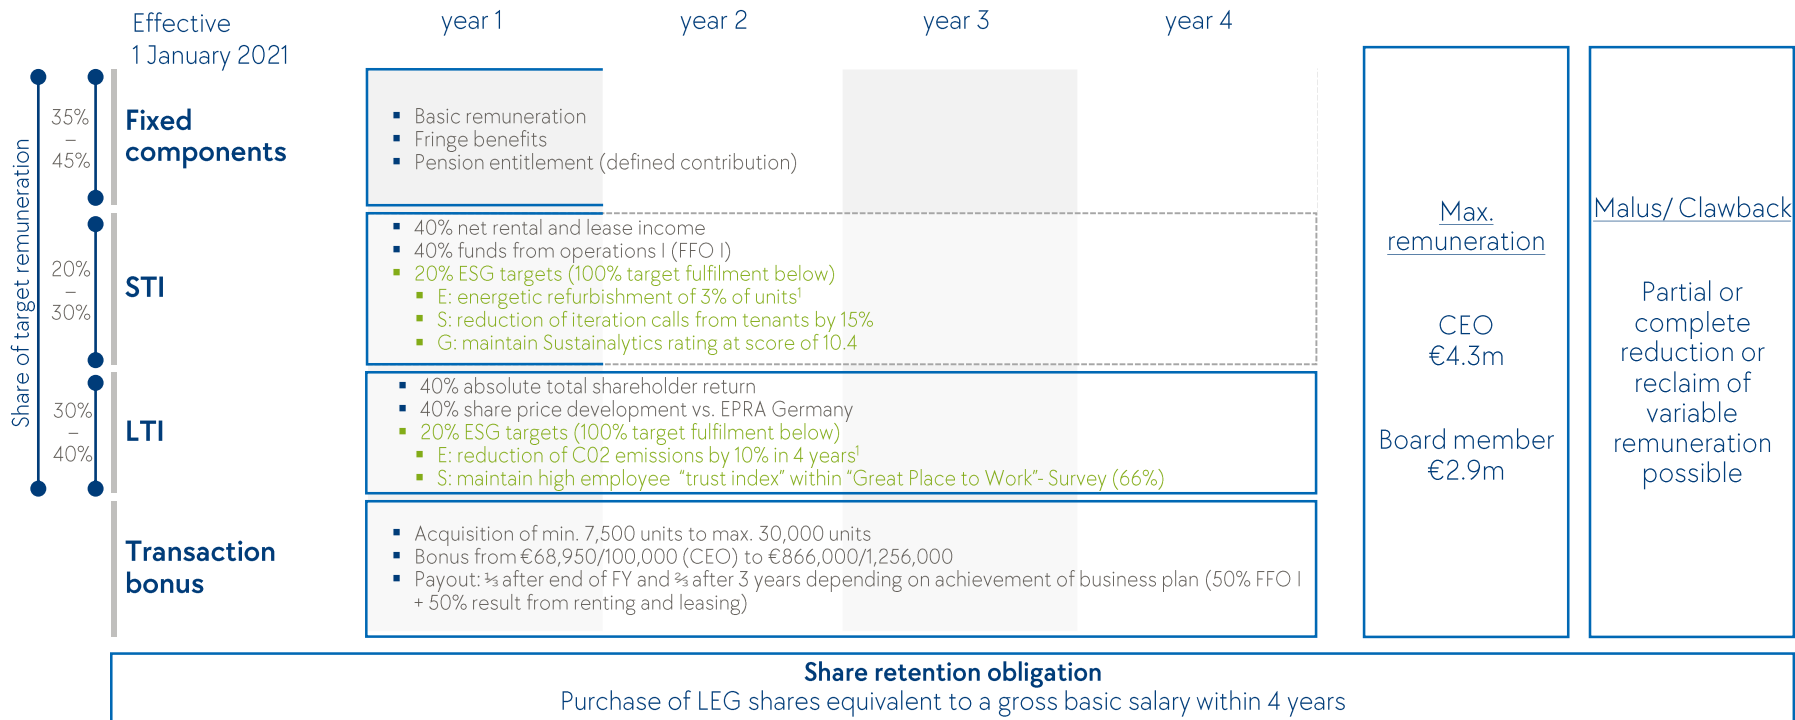 Effective
1 January 2021
year 1
year 2
year 3
year 4
Share of target remuneration
35%
–
45%
Fixed
components
▪ Basic remuneration
▪ Fringe benefits
▪ Pension entitlement (defined contribution)
20%
–
30%
STI
▪ 40% net rental and lease income
▪ 40% funds from operations I (FFO I)
▪ 20% ESG targets (100% target fulfilment below)
▪ E: energetic refurbishment of 3% of units¹
▪ S: reduction of iteration calls from tenants by 15%
▪ G: maintain Sustainalytics rating at score of 10.4
30%
–
40%
LTI
▪ 40% absolute total shareholder return
▪ 40% share price development vs. EPRA Germany
▪ 20% ESG targets (100% target fulfilment below)
▪ E: reduction of C02 emissions by 10% in 4 years¹
▪ S: maintain high employee “trust index” within “Great Place to Work”- Survey (66%)
Transaction
bonus
▪ Acquisition of min. 7,500 units to max. 30,000 units
▪ Bonus from €68,950/100,000 (CEO) to €866,000/1,256,000
▪ Payout: ⅓ after end of FY and ⅔ after 3 years depending on achievement of business plan (50% FFO I
+ 50% result from renting and leasing)
Max.
remuneration
CEO
€4.3m
Board member
€2.9m
Malus/ Clawback
Partial or
complete
reduction or
reclaim of
variable
remuneration
possible
Share retention obligation
Purchase of LEG shares equivalent to a gross basic salary within 4 years